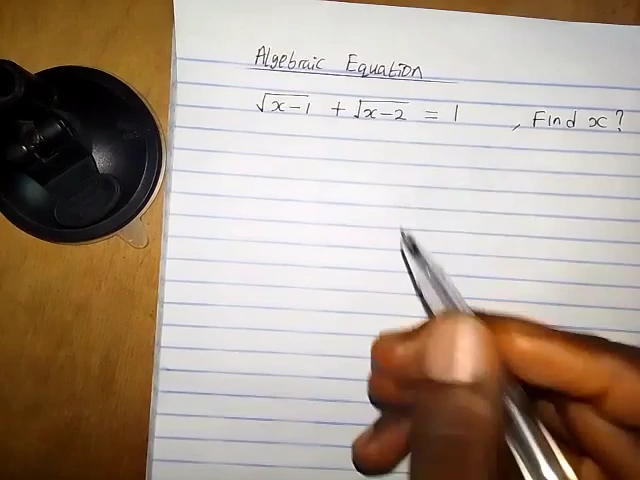 Algebraic Equation
√x-1 + √x-2 = 1 , Find x?